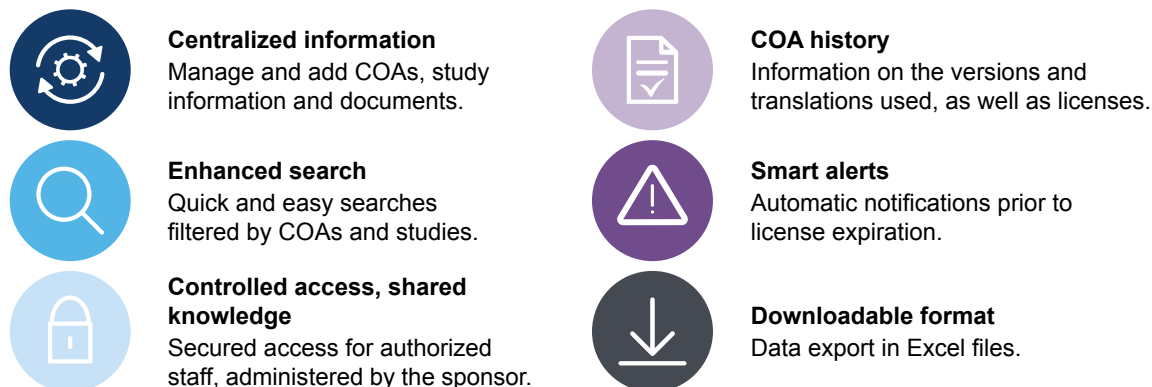 Centralized information
Manage and add COAs, study
information and documents.
Enhanced search
Quick and easy searches
filtered by COAs and studies.
Controlled access, shared
knowledge
Secured access for authorized
staff, administered by the sponsor.
COA history
Information on the versions and
translations used, as well as licenses.
Smart alerts
Automatic notifications prior to
license expiration.
Downloadable format
Data export in Excel files.